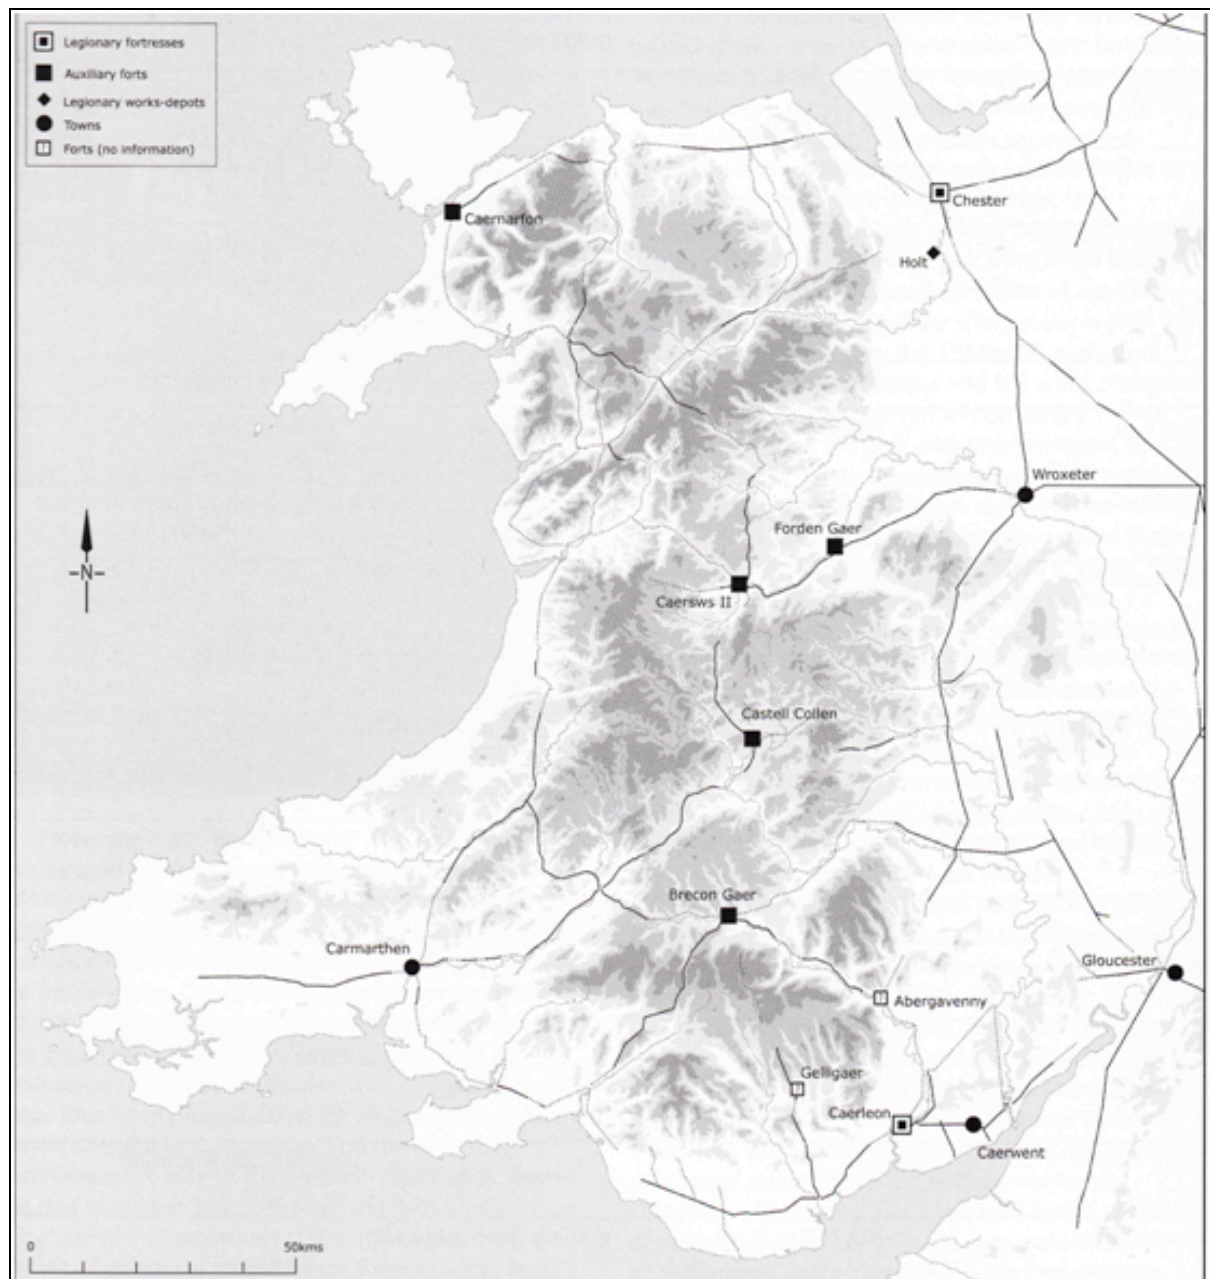 Legionary fortresses
Auxiliary forts
Legionary works-depots
Towns
Forts (no information)
Chester
Caernarfon
Holt
Wroxeter
-N-
Forden Gaer
Caersws II
Castell Collen
Brecon Gaer
Carmarthen
Gloucester
Abergavenny
Gelligaer
Caerleon
Caerwent
0
50kms